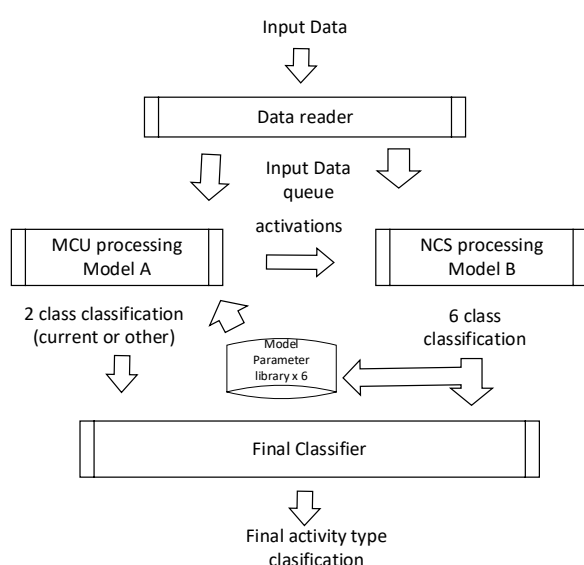 Input Data
Data reader
Input Data
queue
activations
MCU processing
Model A
NCS processing
Model B
2 class classification
(current or other)
6 class
classification
Model
Parameter
library x 6
Final Classifier
Final activity type
clasification